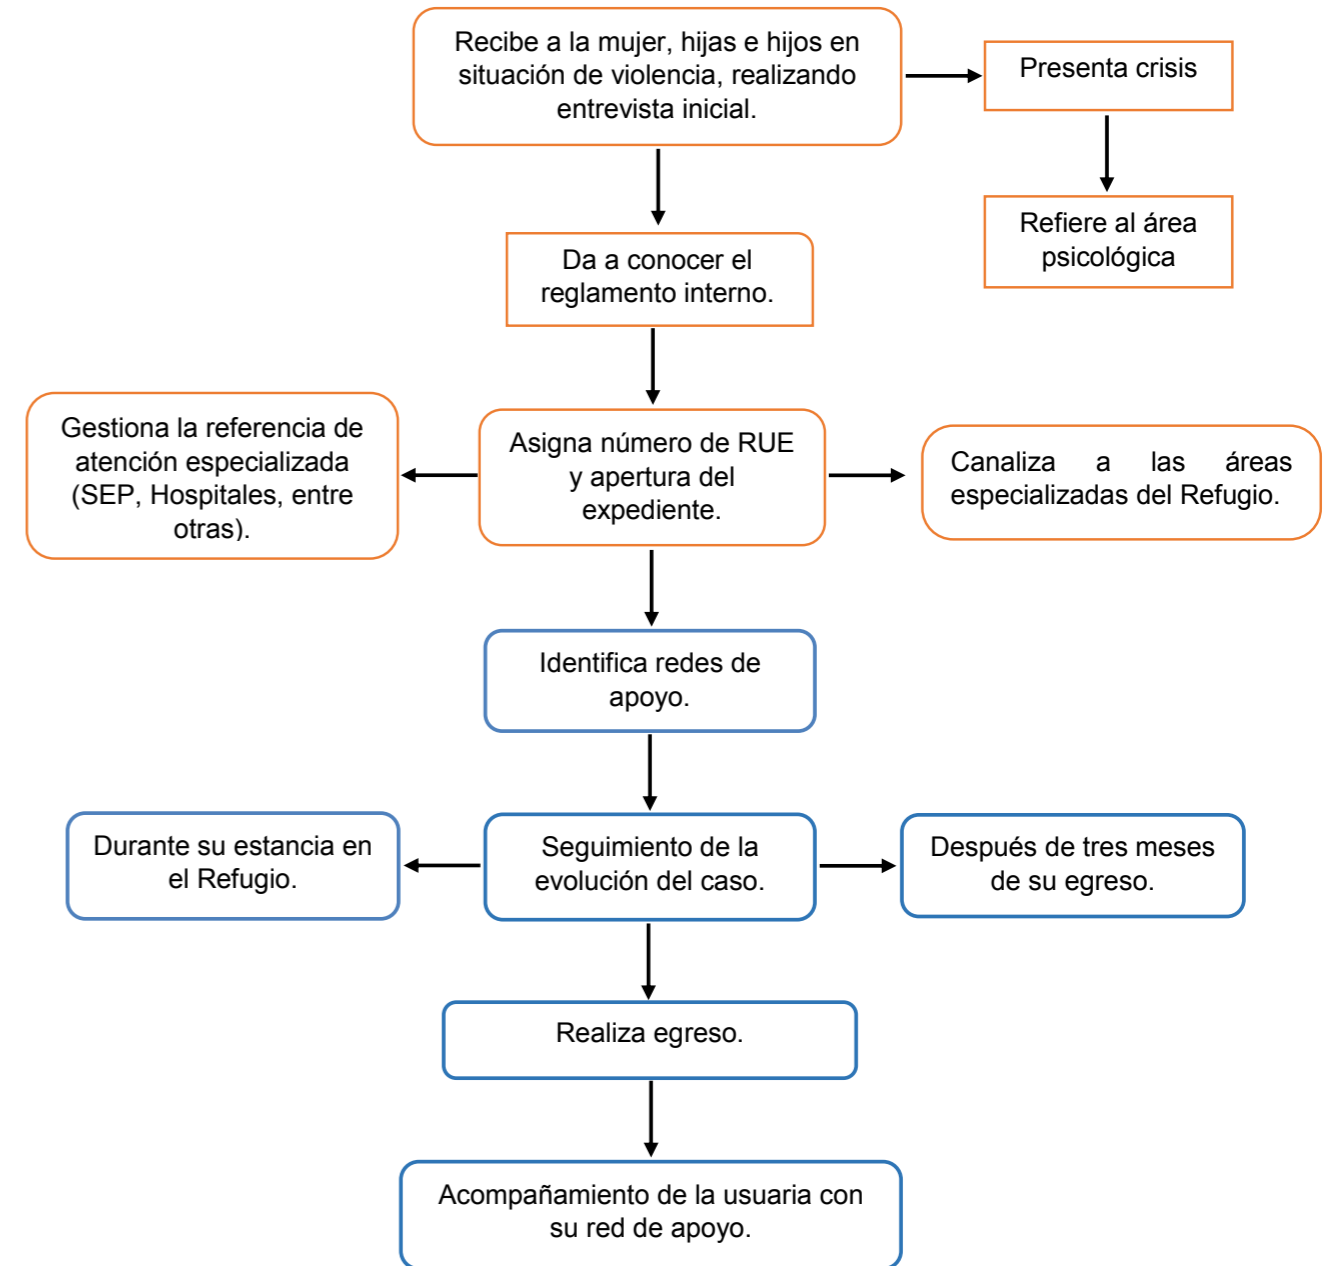 Recibe a la mujer, hijas e hijos en
situación de violencia, realizando
entrevista inicial.
Presenta crisis
Refiere al área
psicológica
Da a conocer el
reglamento interno.
Gestiona la referencia de
atención especializada
(SEP, Hospitales, entre
otras).
Asigna número de RUE
y apertura del
expediente.
Canaliza a las áreas
especializadas del Refugio.
Identifica redes de
apoyo.
Durante su estancia en
el Refugio.
Seguimiento de la
evolución del caso.
Después de tres meses
de su egreso.
Realiza egreso.
Acompañamiento de la usuaria con
su red de apoyo.